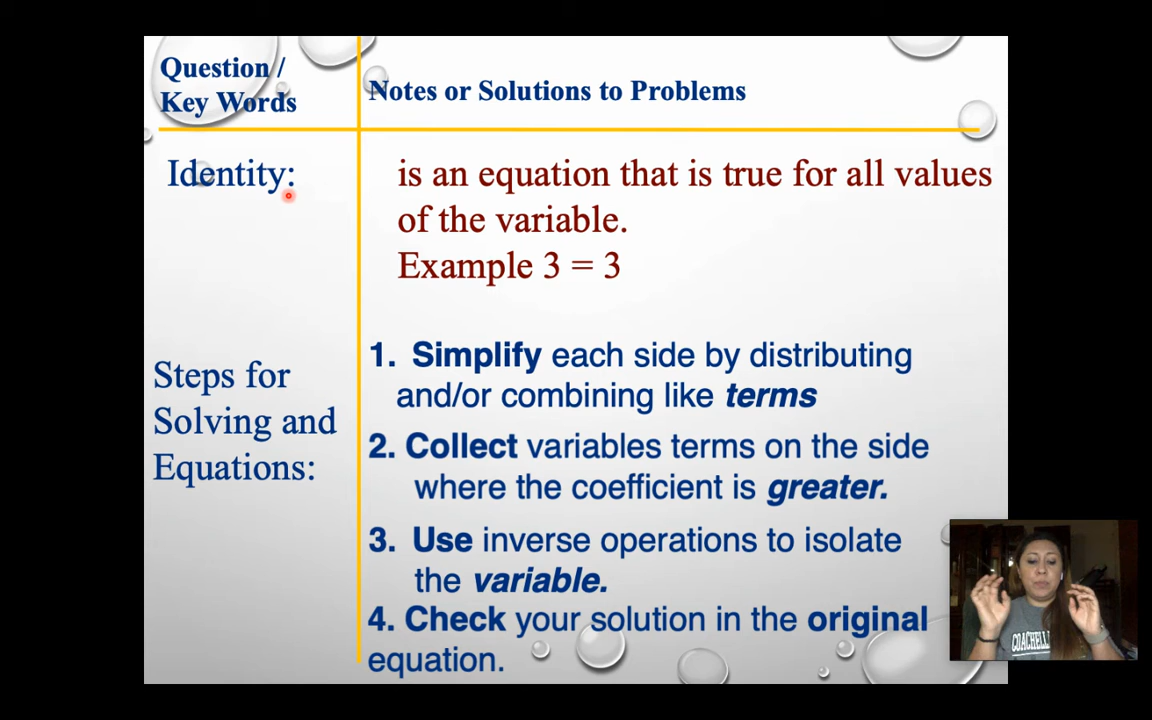 Question /
Key Words
Notes or Solutions to Problems
Identity:
is an equation that is true for all values
of the variable.
Example 3 = 3
Steps for
Solving and
Equations:
1. Simplify each side by distributing
and/or combining like terms
2. Collect variables terms on the side
where the coefficient is greater.
3. Use inverse operations to isolate
the variable.
4. Check your solution in the original
equation.
COACHELLA